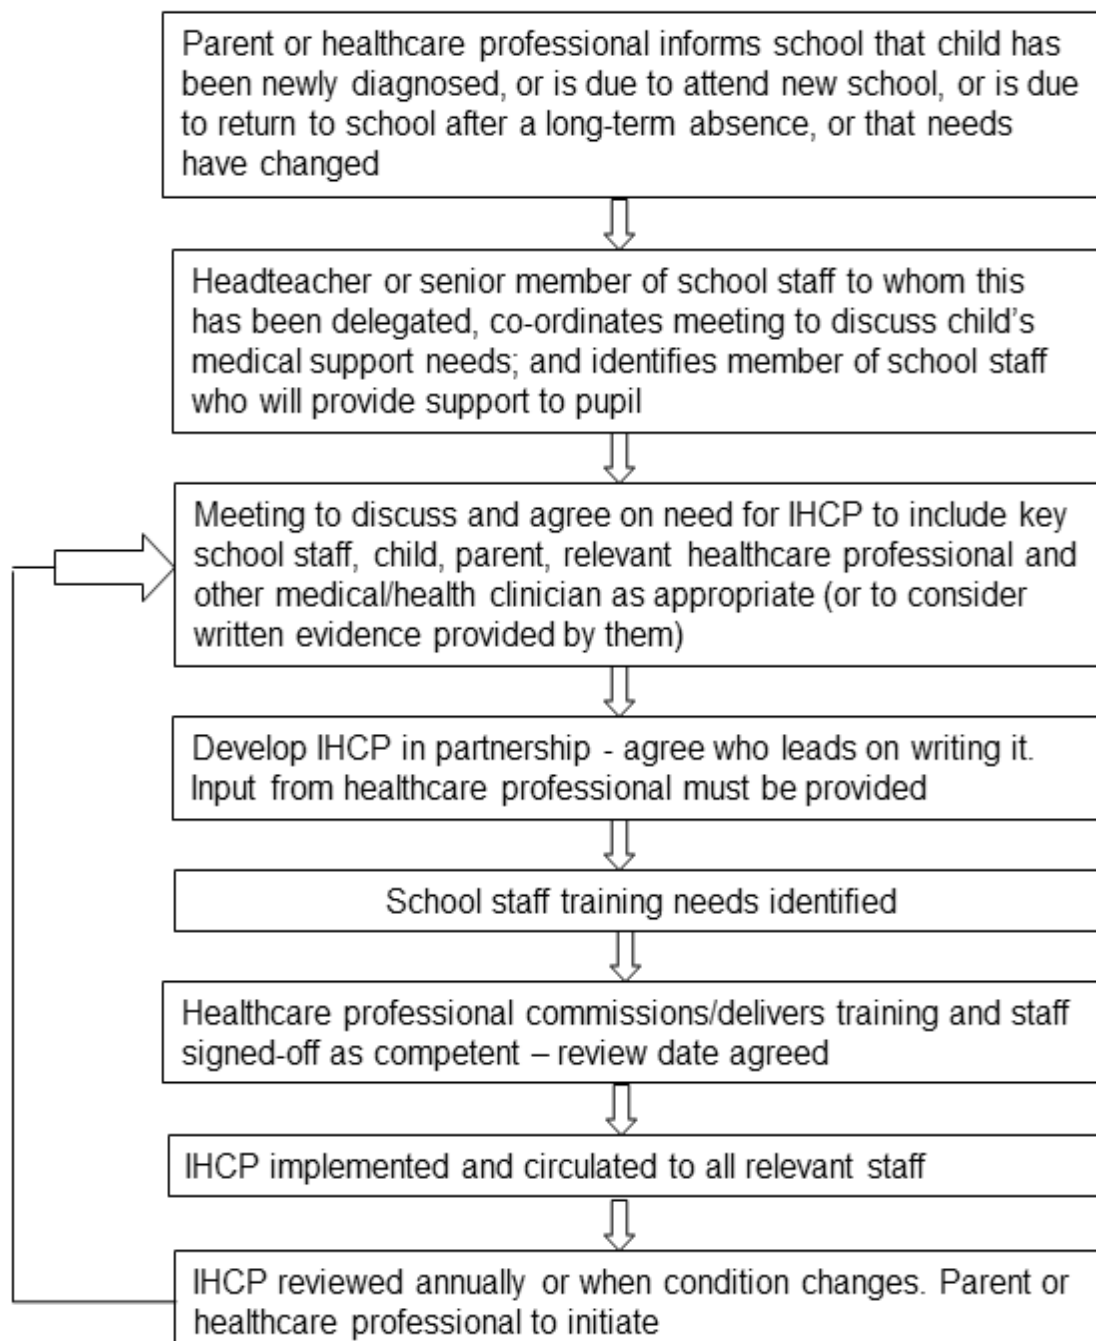 Parent or healthcare professional informs school that child has
been newly diagnosed, or is due to attend new school, or is due
to return to school after a long-term absence, or that needs
have changed
Headteacher or senior member of school staff to whom this
has been delegated, co-ordinates meeting to discuss child's
medical support needs; and identifies member of school staff
who will provide support to pupil
Meeting to discuss and agree on need for IHCP to include key
school staff, child, parent, relevant healthcare professional and
other medical/health clinician as appropriate (or to consider
written evidence provided by them)
Develop IHCP in partnership - agree who leads on writing it.
Input from healthcare professional must be provided
School staff training needs identified
Healthcare professional commissions/delivers training and staff
signed-off as competent – review date agreed
IHCP implemented and circulated to all relevant staff
IHCP reviewed annually or when condition changes. Parent or
healthcare professional to initiate